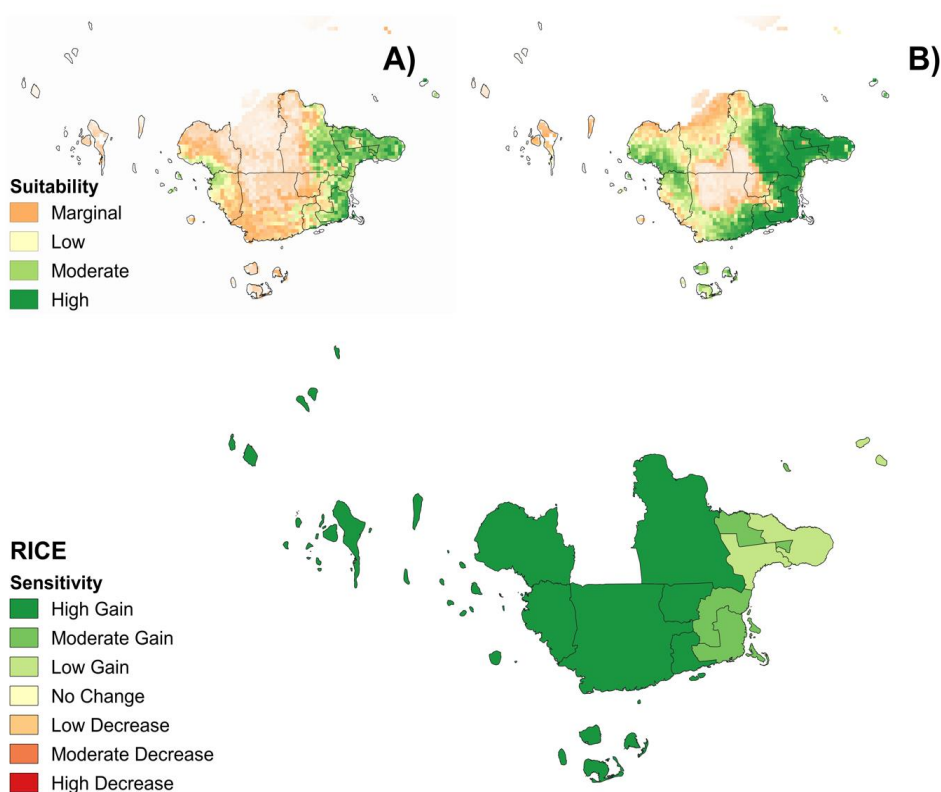 A)
B)
Suitability
Marginal
Low
Moderate
High
RICE
Sensitivity
High Gain
Moderate Gain
Low Gain
No Change
Low Decrease
Moderate Decrease
High Decrease